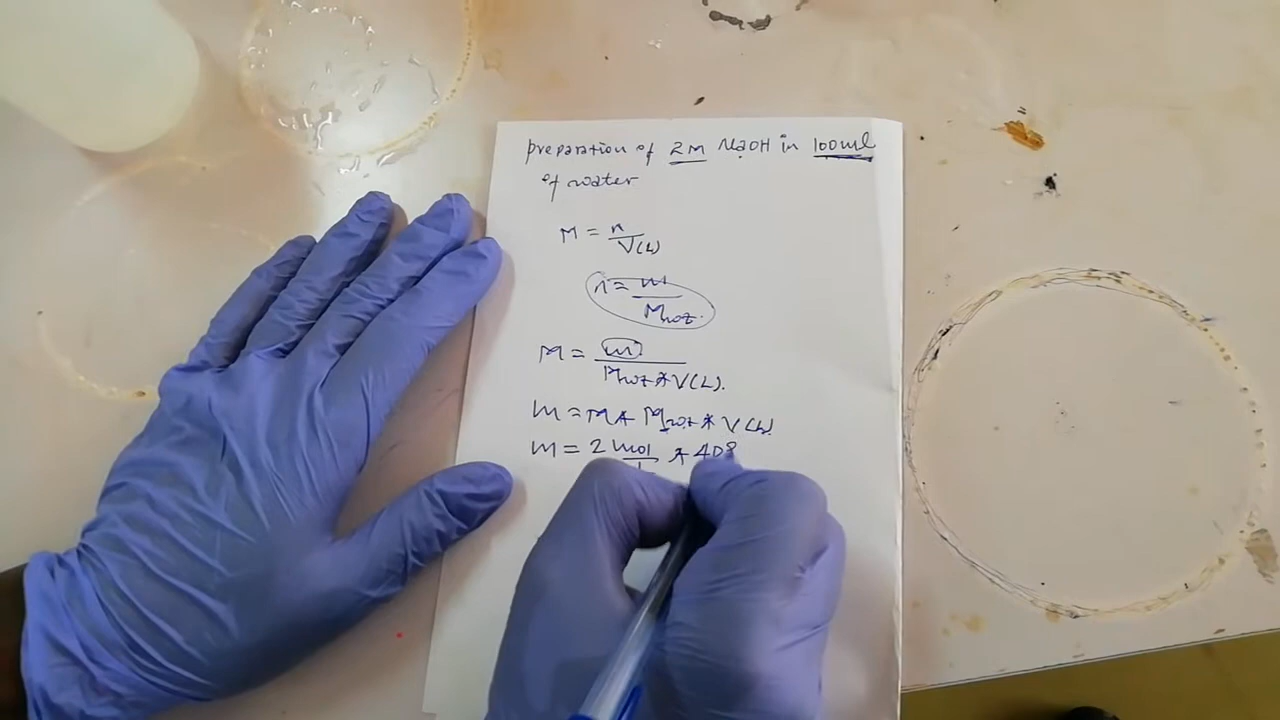 preparation of 2M NaOH in 100ml
of water
M = n/V(L)
n = m/Mwt.
M = m/Mwt * V(L).
m = M * Mwt * V(L).
m = 2 mol/L * 40g